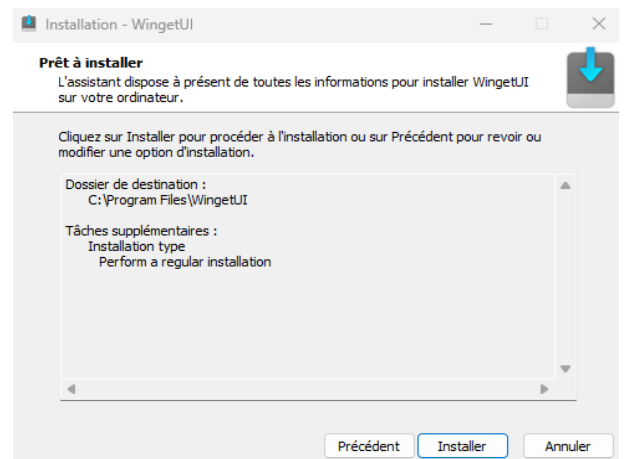 Installation - WingetUI
Prêt à installer
L'assistant dispose à présent de toutes les informations pour installer WingetUI
sur votre ordinateur.
Cliquez sur Installer pour procéder à l'installation ou sur Précédent pour revoir ou
modifier une option d'installation.
Dossier de destination :
C:\Program Files\WingetUI
Tâches supplémentaires :
Installation type
Perform a regular installation
Précédent Installer Annuler